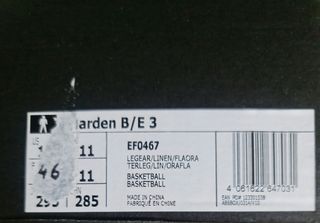 arden B/E 3
EF0467
11
LEGEAR/LINEN/FLAORA
TERLEG/LIN/ORAFLA
46
11
BASKETBALL
BASKETBALL
285
MADE IN CHINA
FABRIQUÉ EN CHINE
4 061622 647031